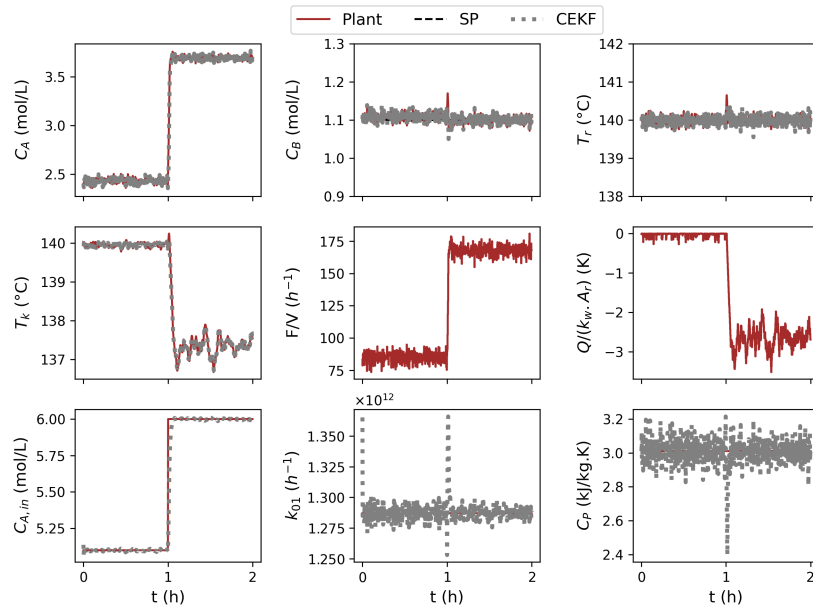 Plant SP CEKF
C_A (mol/L)
3.5
3.0
2.5
C_B (mol/L)
1.3
1.2
1.1
1.0
0.9
T_r (°C)
142
141
140
139
138
T_k (°C)
140
139
138
137
F/V (h⁻¹)
175
150
125
100
75
Q/(k_w. A_r) (K)
0
−1
−2
−3
C_{A,in} (mol/L)
6.00
5.75
5.50
5.25
0 1 2
t (h)
×10¹²
k_{01} (h⁻¹)
1.350
1.325
1.300
1.275
1.250
0 1 2
t (h)
C_P (kJ/kg.K)
3.2
3.0
2.8
2.6
2.4
0 1 2
t (h)